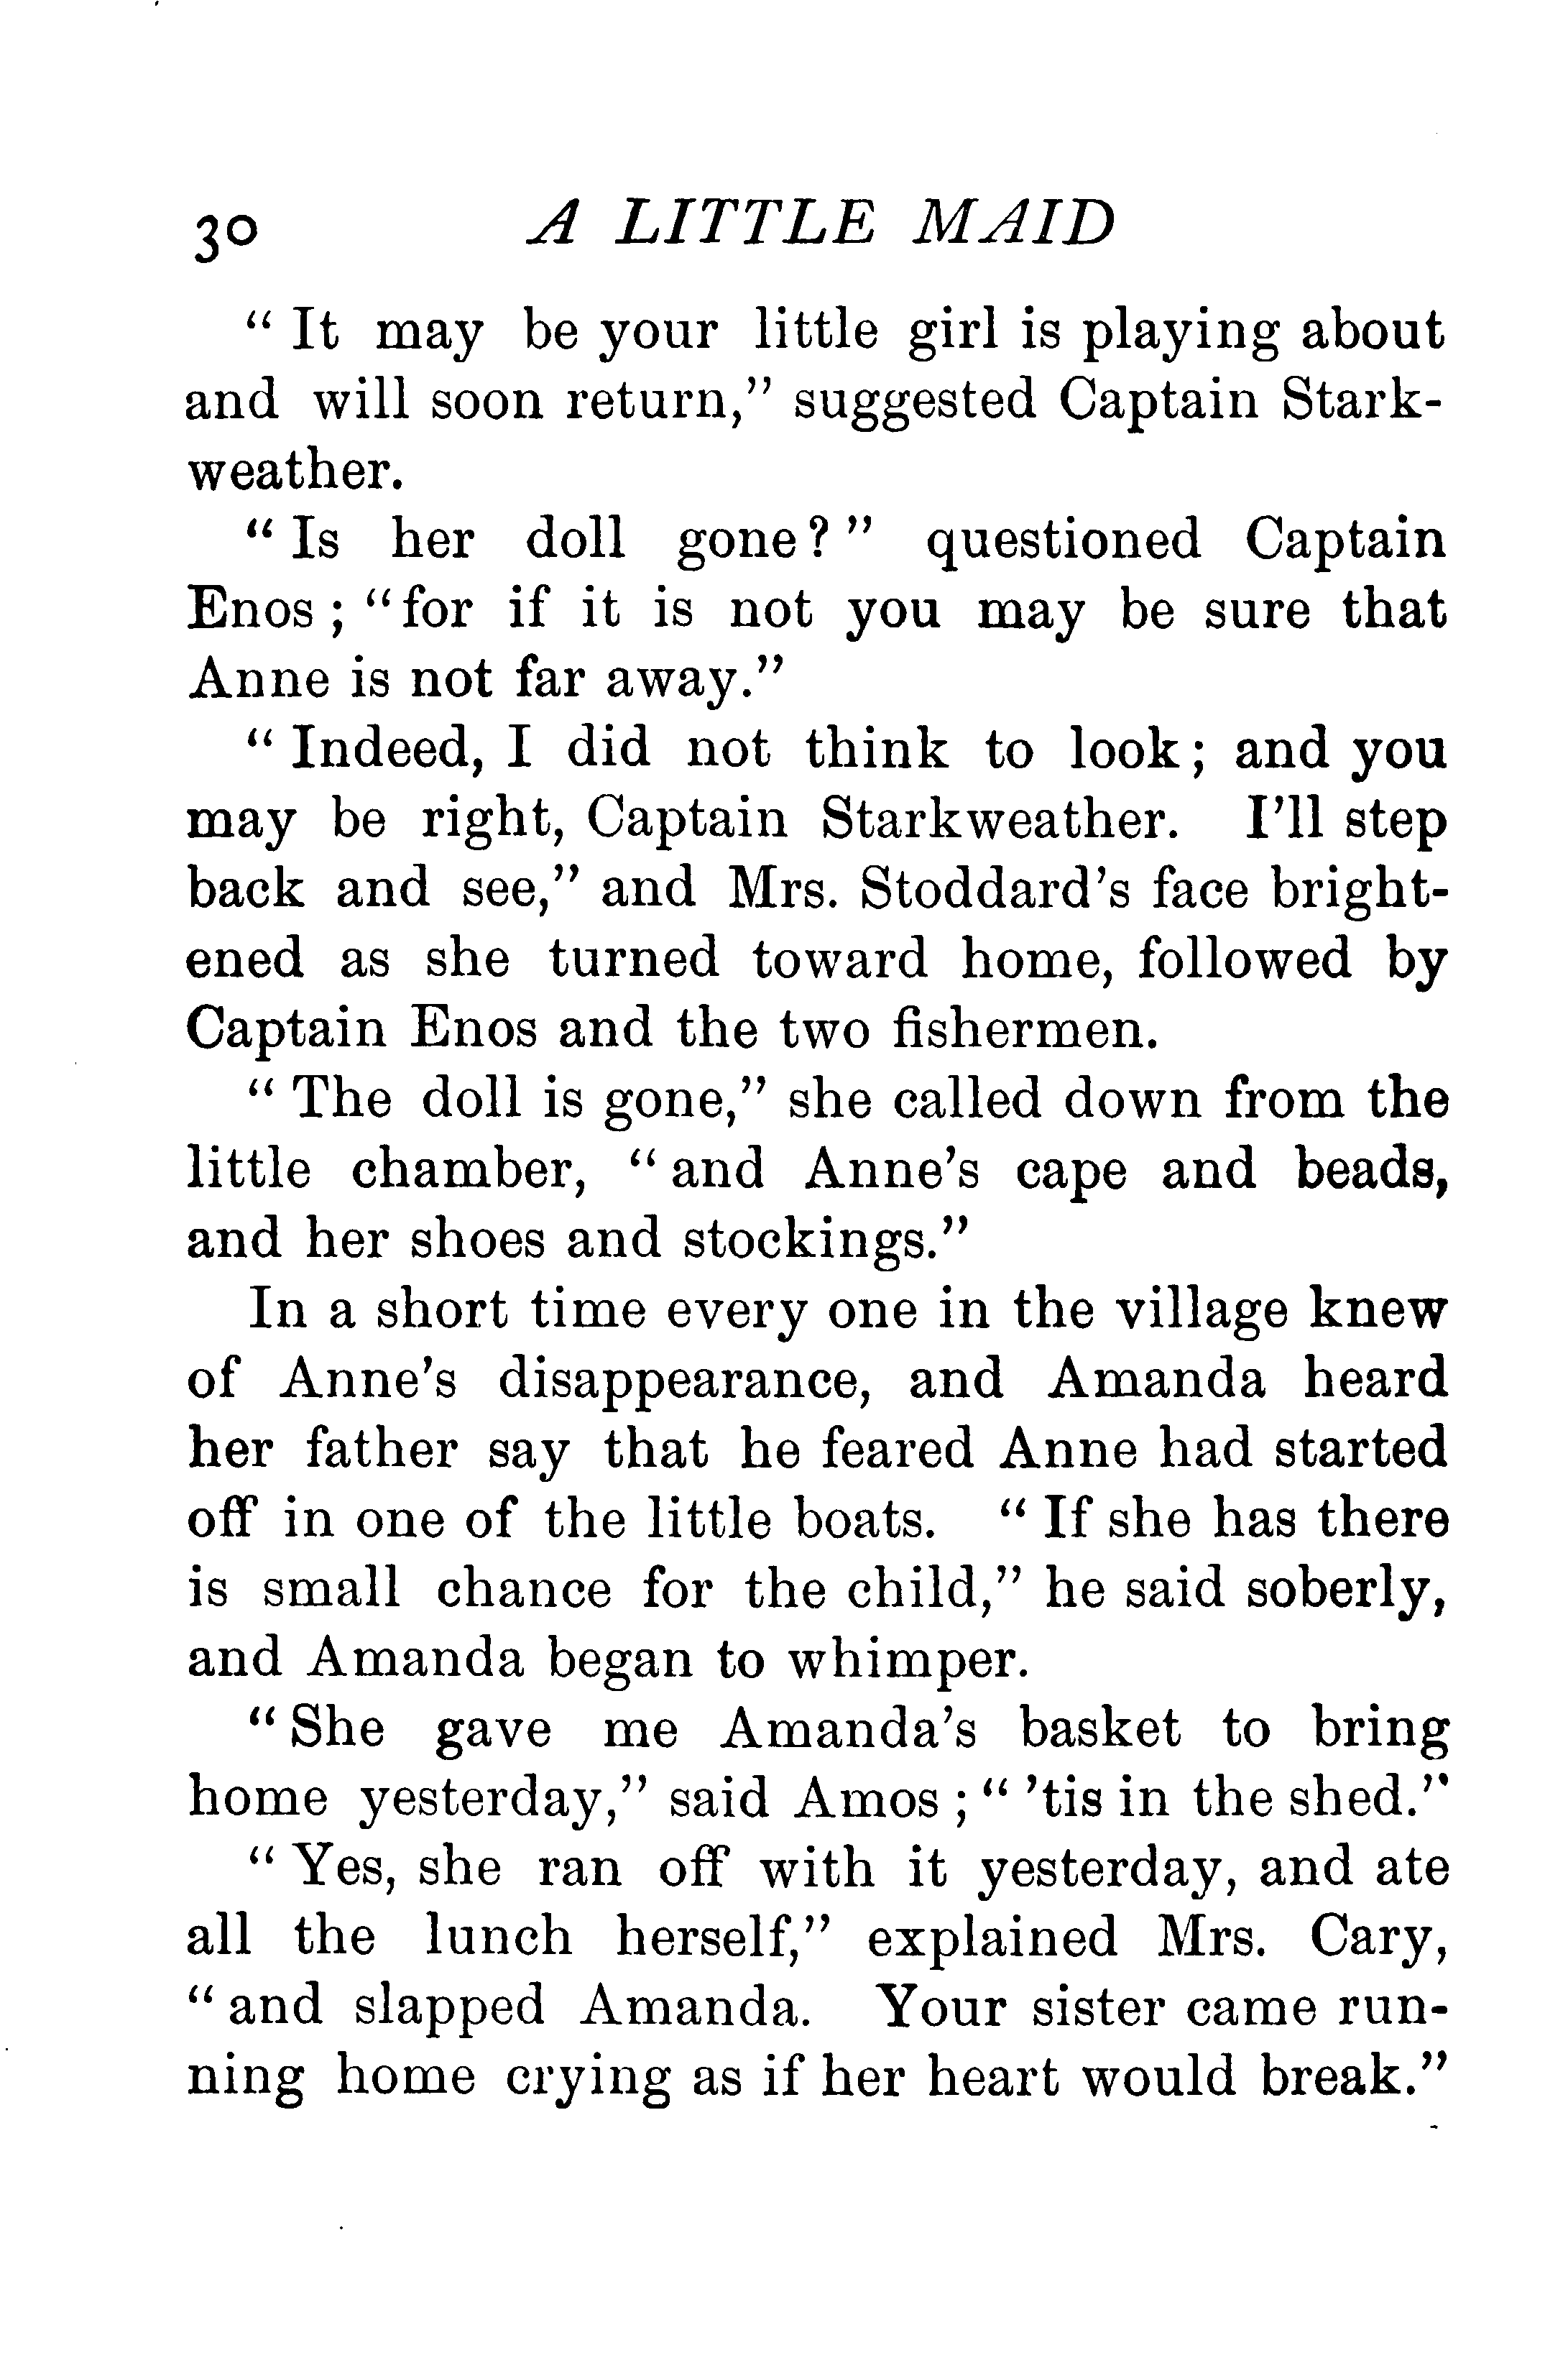 30 A LITTLE MAID
“ It may be your little girl is playing about
and will soon return,” suggested Captain Stark-
weather.
“ Is her doll gone? ” questioned Captain
Enos ; “for if it is not you may be sure that
Anne is not far away.”
“ Indeed, I did not think to look; and you
may be right, Captain Starkweather. I’ll step
back and see,” and Mrs. Stoddard’s face bright-
ened as she turned toward home, followed by
Captain Enos and the two fishermen.
“ The doll is gone,” she called down from the
little chamber, “ and Anne’s cape and beads,
and her shoes and stockings.”
In a short time every one in the village knew
of Anne’s disappearance, and Amanda heard
her father say that he feared Anne had started
off in one of the little boats. “ If she has there
is small chance for the child,” he said soberly,
and Amanda began to whimper.
“ She gave me Amanda’s basket to bring
home yesterday,” said Amos ; “ ’tis in the shed.”
“ Yes, she ran off with it yesterday, and ate
all the lunch herself,” explained Mrs. Cary,
“ and slapped Amanda. Your sister came run-
ning home crying as if her heart would break.”